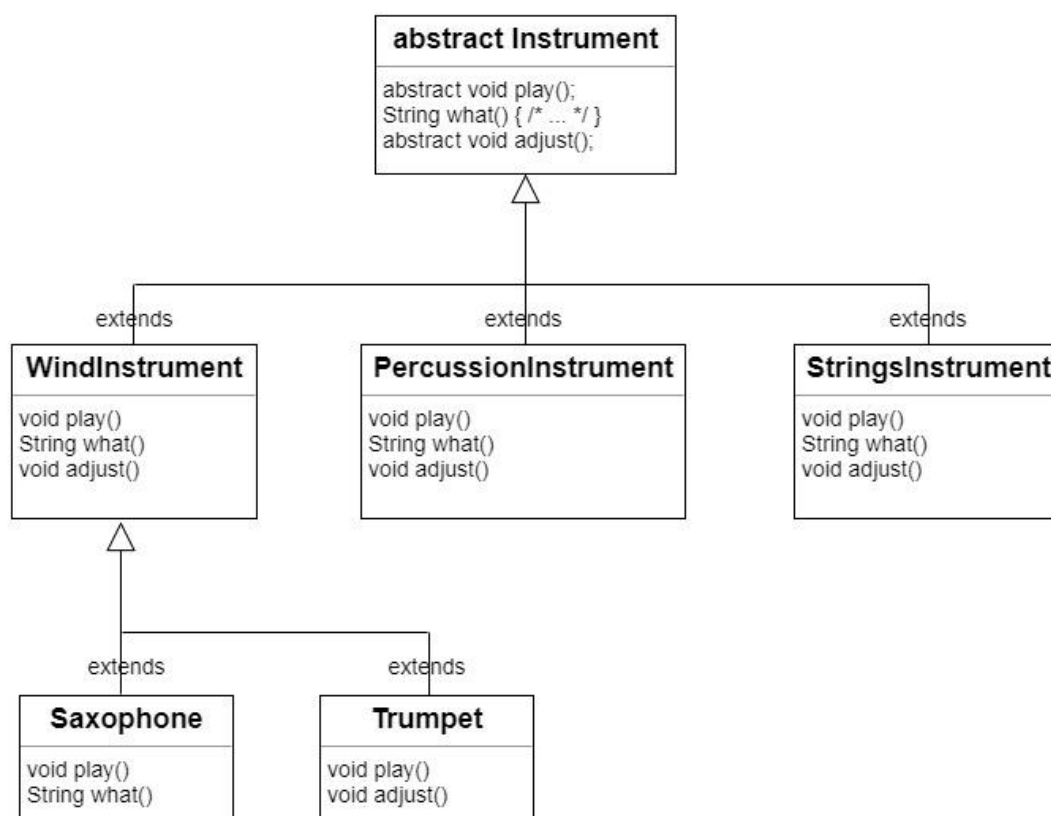 abstract Instrument
abstract void play();
String what() { /* ... */ }
abstract void adjust();
extends
extends
extends
WindInstrument
void play()
String what()
void adjust()
PercussionInstrument
void play()
String what()
void adjust()
StringsInstrument
void play()
String what()
void adjust()
extends
extends
Saxophone
void play()
String what()
Trumpet
void play()
void adjust()